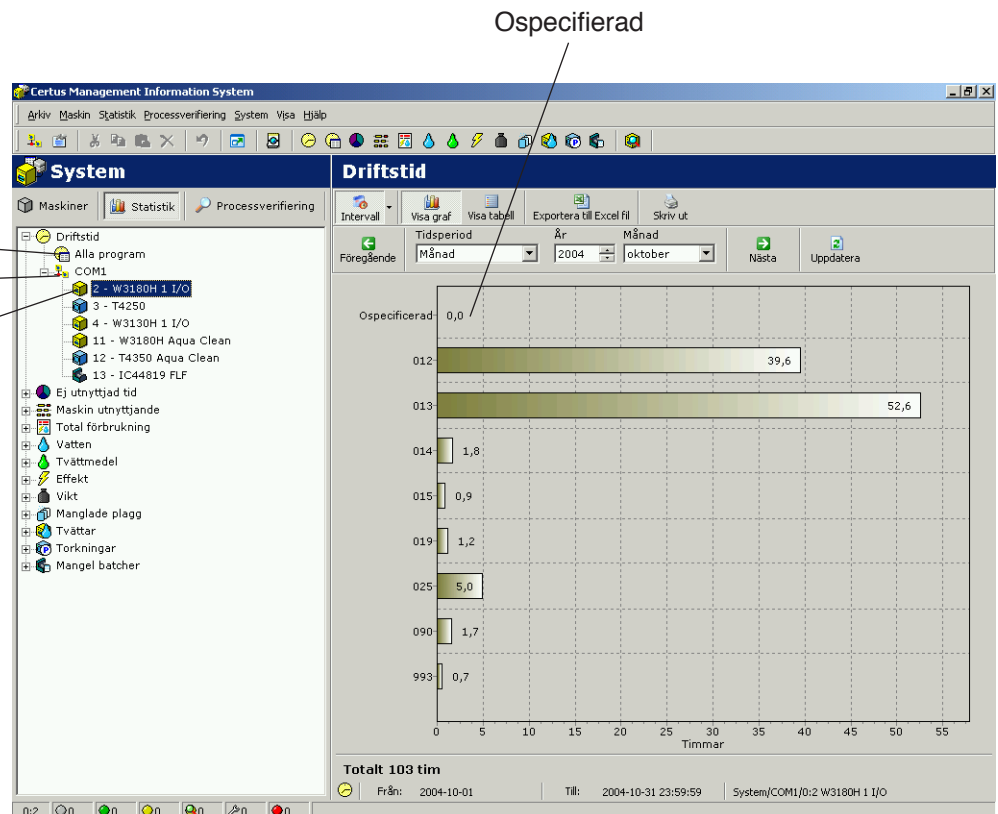 Ospecifierad
Certus Management Information System
Arkiv Maskin Statistik Processverifiering System Visa Hjälp
System
Driftstid
Maskiner Statistik Processverifiering
Intervall Visa graf Visa tabell Exportera till Excel fil Skriv ut
Föregående Tidsperiod Månad År 2004 Månad oktober Nästa Uppdatera
Driftstid
Alla program
COM1
2 - W3180H 1 I/O
3 - T4250
4 - W3130H 1 I/O
11 - W3180H Aqua Clean
12 - T4350 Aqua Clean
13 - IC44819 FLF
Ej utnyttjad tid
Maskin utnyttjande
Total förbrukning
Vatten
Tvättmedel
Effekt
Vikt
Manglade plagg
Tvättar
Torkningar
Mangel batcher
Ospecificerad 0,0
012 39,6
013 52,6
014 1,8
015 0,9
019 1,2
025 5,0
090 1,7
993 0,7
0 5 10 15 20 25 30 35 40 45 50 55
Timmar
Totalt 103 tim
Från: 2004-10-01 Till: 2004-10-31 23:59:59 System/COM1/0:2 W3180H 1 I/O
0:2 0 0 0 0 0 0